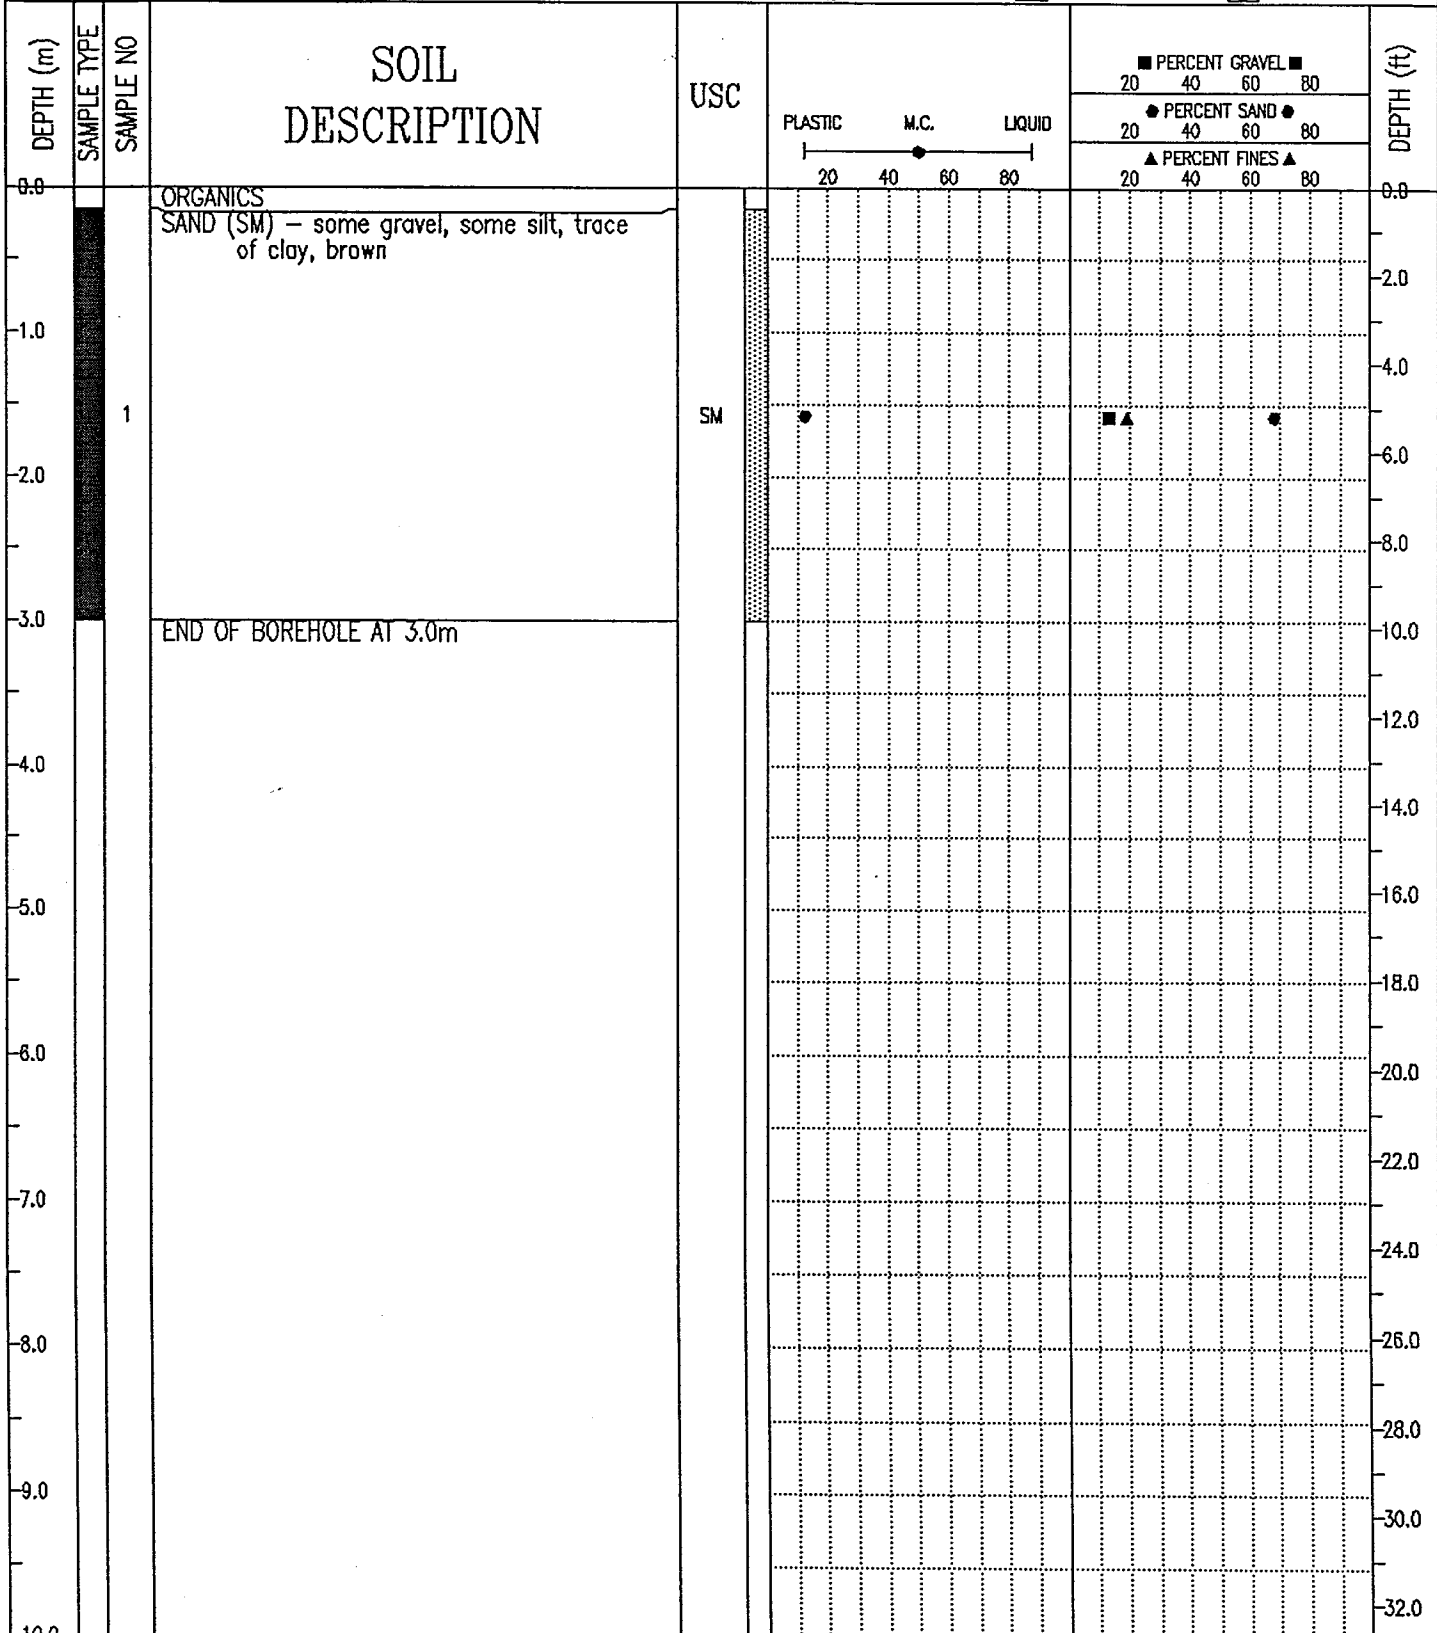 DEPTH (m)
SAMPLE TYPE
SAMPLE NO
SOIL
DESCRIPTION
USC
PLASTIC M.C. LIQUID
20 40 60 80
■ PERCENT GRAVEL ■
20 40 60 80
● PERCENT SAND ●
20 40 60 80
▲ PERCENT FINES ▲
20 40 60 80
DEPTH (ft)
0.0
ORGANICS
0.0
SAND (SM) – some gravel, some silt, trace
of clay, brown
2.0
1.0
4.0
1
SM
6.0
2.0
8.0
3.0
END OF BOREHOLE AT 3.0m
10.0
12.0
4.0
14.0
16.0
5.0
18.0
6.0
20.0
22.0
7.0
24.0
8.0
26.0
28.0
9.0
30.0
32.0